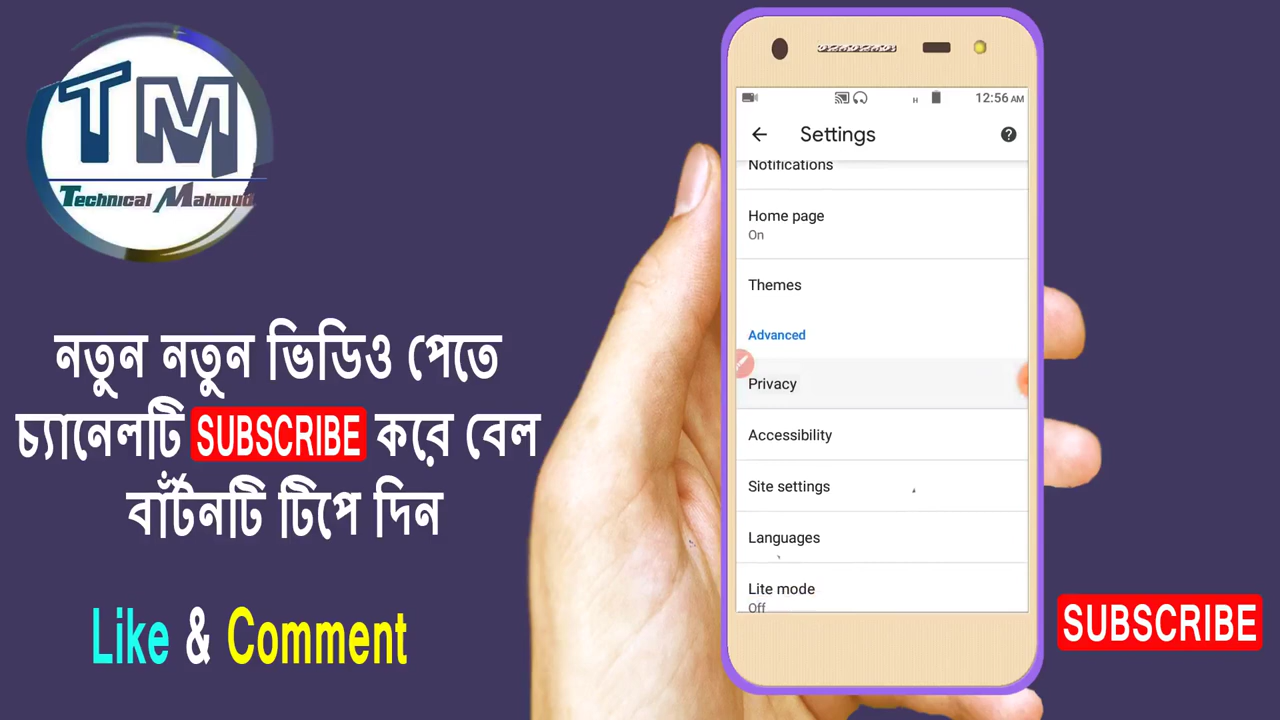 TM
Technical Mahmud
নতুন নতুন ভিডিও পেতে
চ্যানেলটি SUBSCRIBE করে বেল
বাটনটি টিপে দিন
Like & Comment
12:56 AM
Settings
Notifications
Home page
On
Themes
Advanced
Privacy
Accessibility
Site settings
Languages
Lite mode
Off
SUBSCRIBE